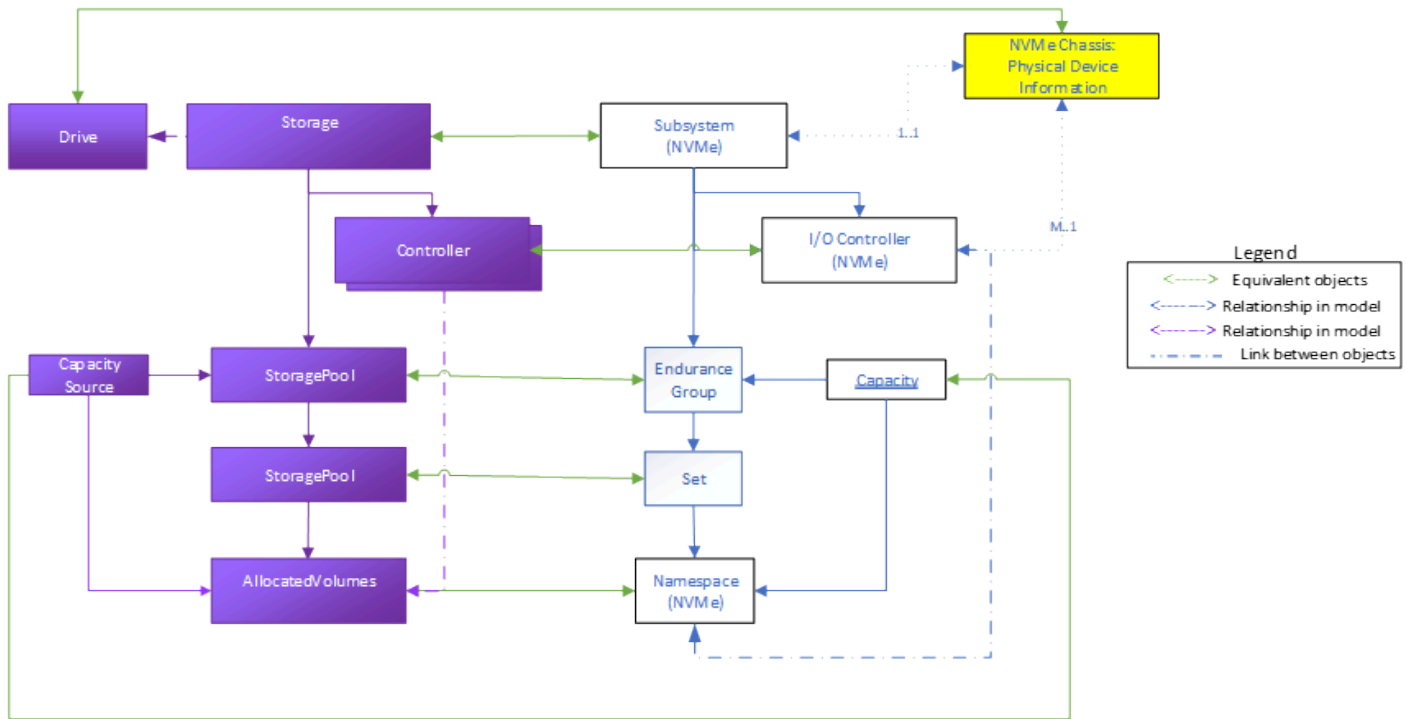 NVMe Chassis:
Physical Device
Information
Drive
Storage
Subsystem
(NVMe)
1..1
Controller
I/O Controller
(NVMe)
M..1
Legend
Equivalent objects
Relationship in model
Relationship in model
Link between objects
Capacity
Source
StoragePool
Endurance
Group
Capacity
StoragePool
Set
AllocatedVolumes
Namespace
(NVMe)